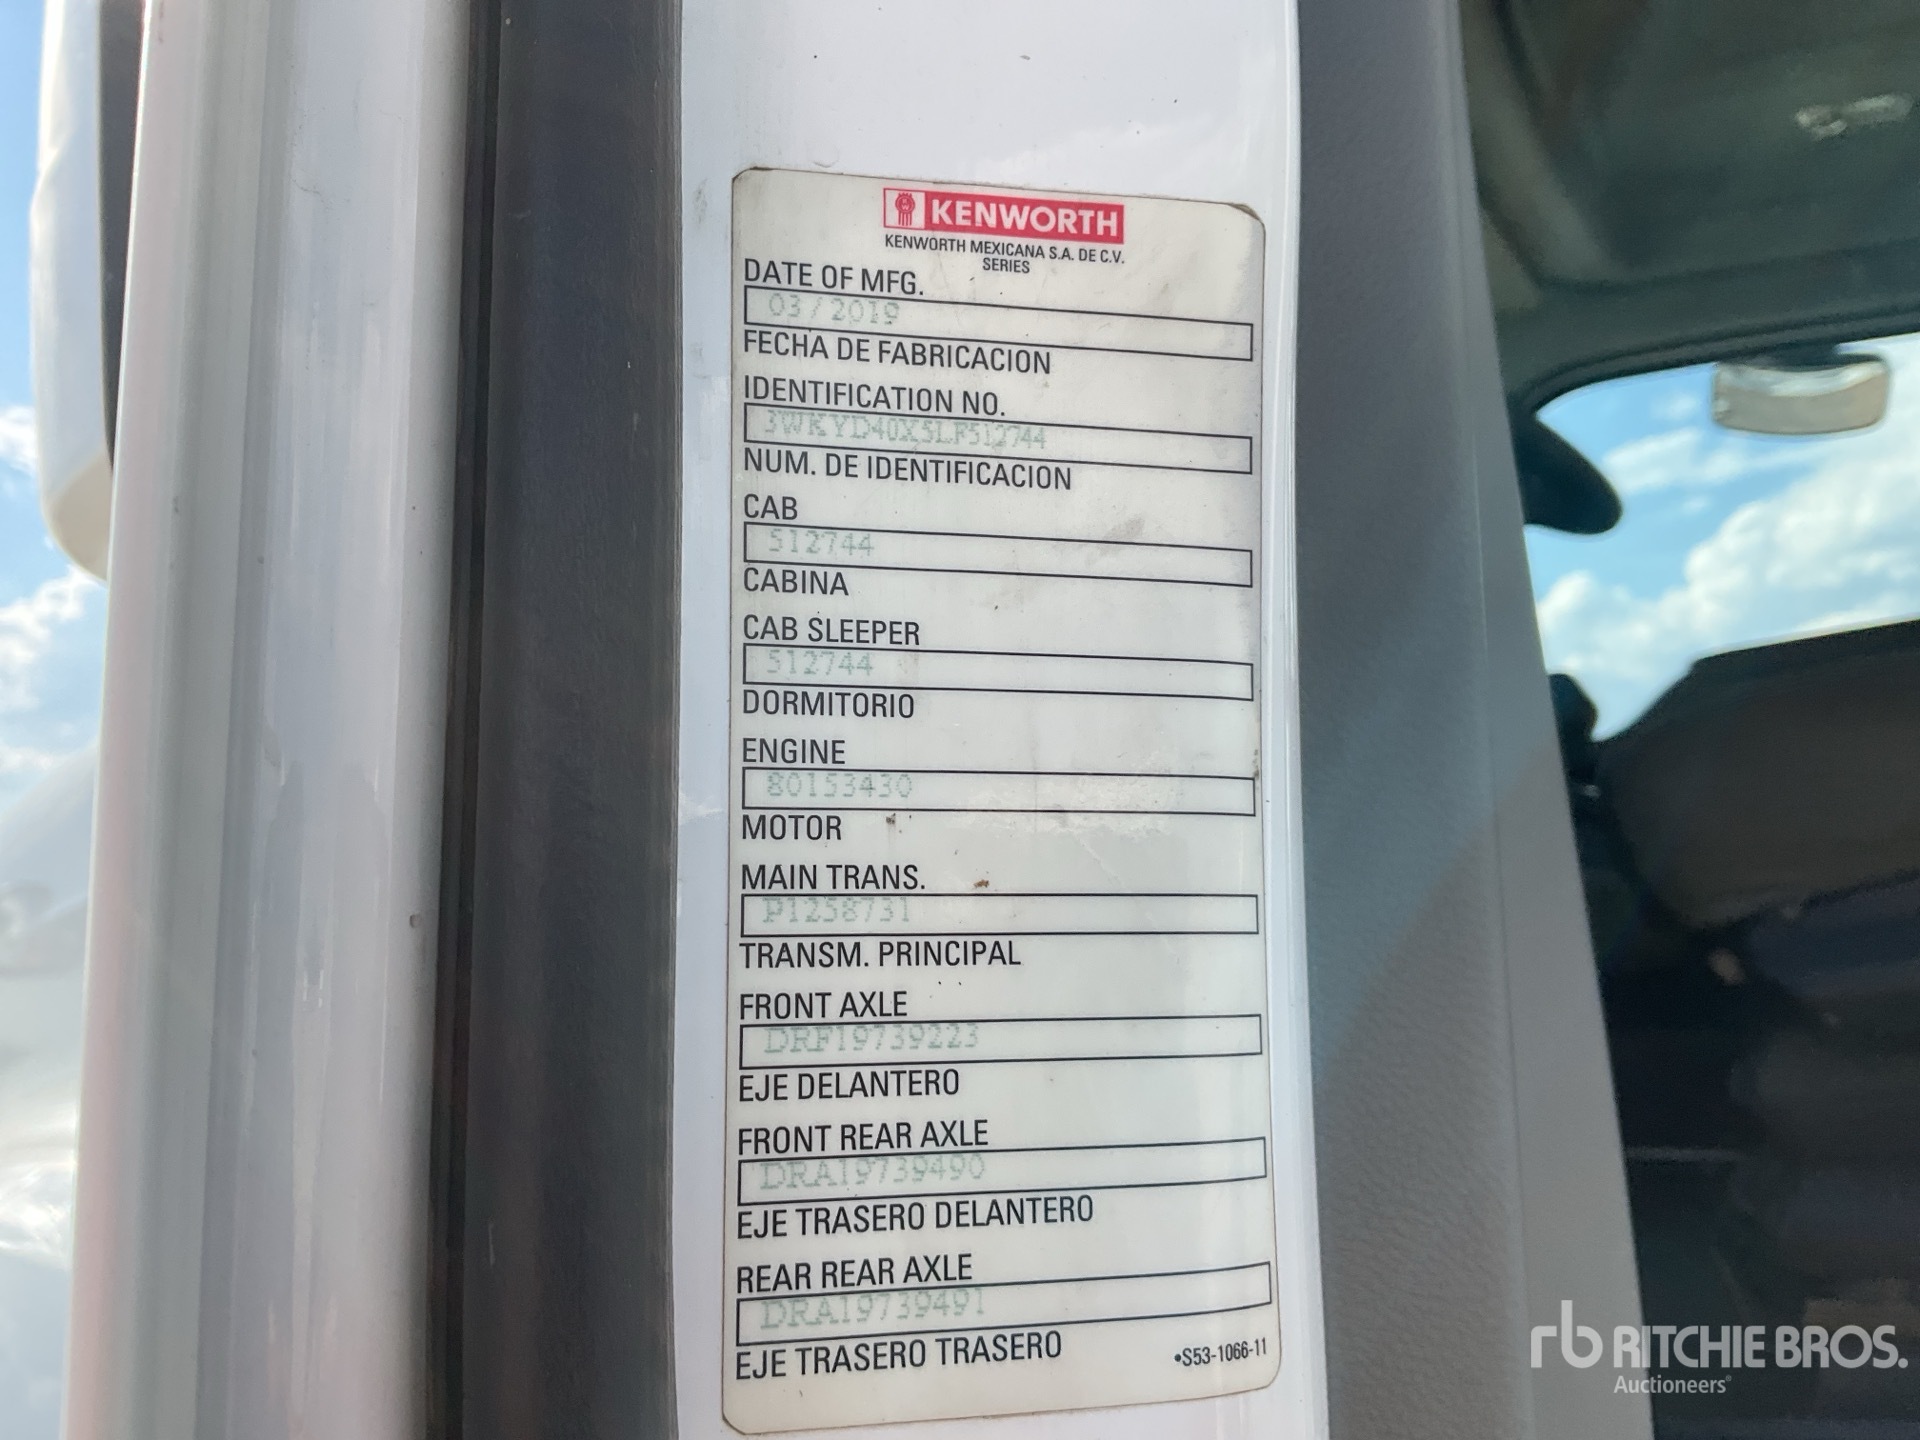 KENWORTH
KENWORTH MEXICANA S.A. DE C.V.
SERIES
DATE OF MFG.
03/2019
FECHA DE FABRICACION
IDENTIFICATION NO.
3WKYD40X5LF512744
NUM. DE IDENTIFICACION
CAB
512744
CABINA
CAB SLEEPER
512744
DORMITORIO
ENGINE
80153430
MOTOR
MAIN TRANS.
P1258731
TRANSM. PRINCIPAL
FRONT AXLE
DRF19739223
EJE DELANTERO
FRONT REAR AXLE
DRA19739490
EJE TRASERO DELANTERO
REAR REAR AXLE
DRA19739491
EJE TRASERO TRASERO
•S53-1066-11
rb RITCHIE BROS.
Auctioneers®